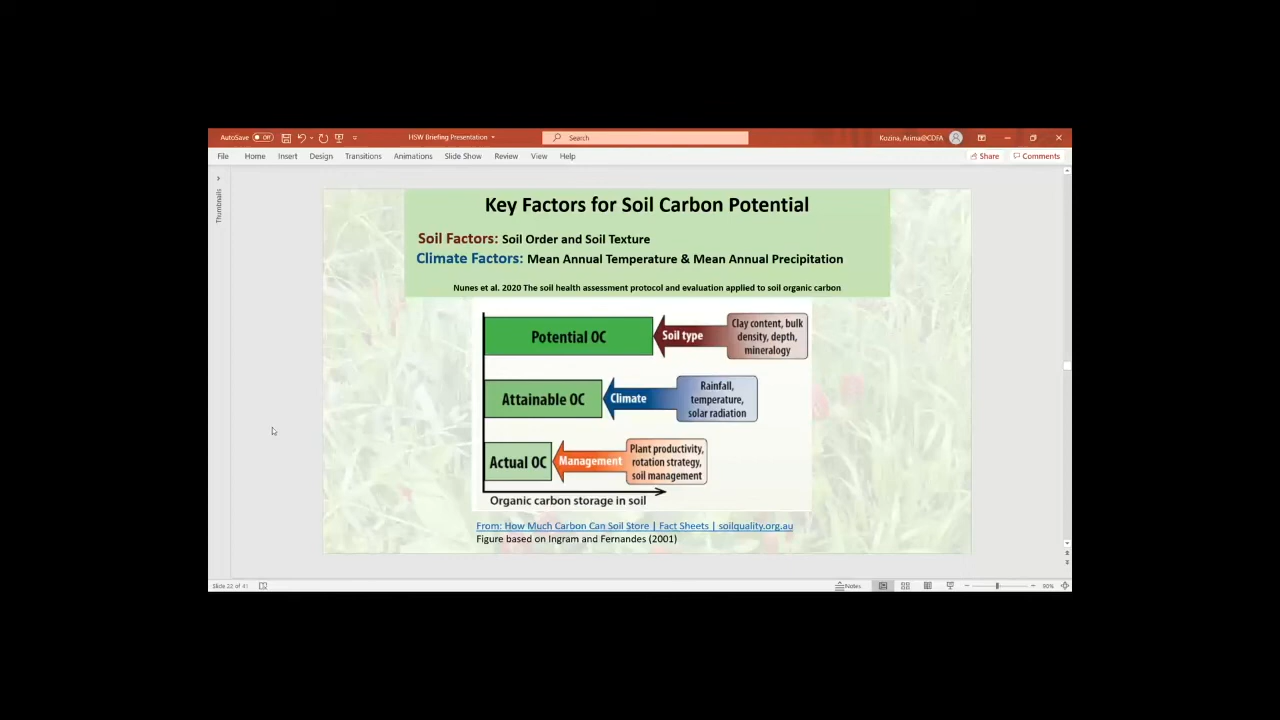 AutoSave Off
HSW Briefing Presentation
Search
Kozina, Arima@CDFA
File Home Insert Design Transitions Animations Slide Show Review View Help
Share Comments
Thumbnails
Key Factors for Soil Carbon Potential
Soil Factors: Soil Order and Soil Texture
Climate Factors: Mean Annual Temperature & Mean Annual Precipitation
Nunes et al. 2020 The soil health assessment protocol and evaluation applied to soil organic carbon
Potential OC
Soil type
Clay content, bulk
density, depth,
mineralogy
Attainable OC
Climate
Rainfall,
temperature,
solar radiation
Actual OC
Management
Plant productivity,
rotation strategy,
soil management
Organic carbon storage in soil
From: How Much Carbon Can Soil Store | Fact Sheets | soilquality.org.au
Figure based on Ingram and Fernandes (2001)
Slide 22 of 41
Notes
90%